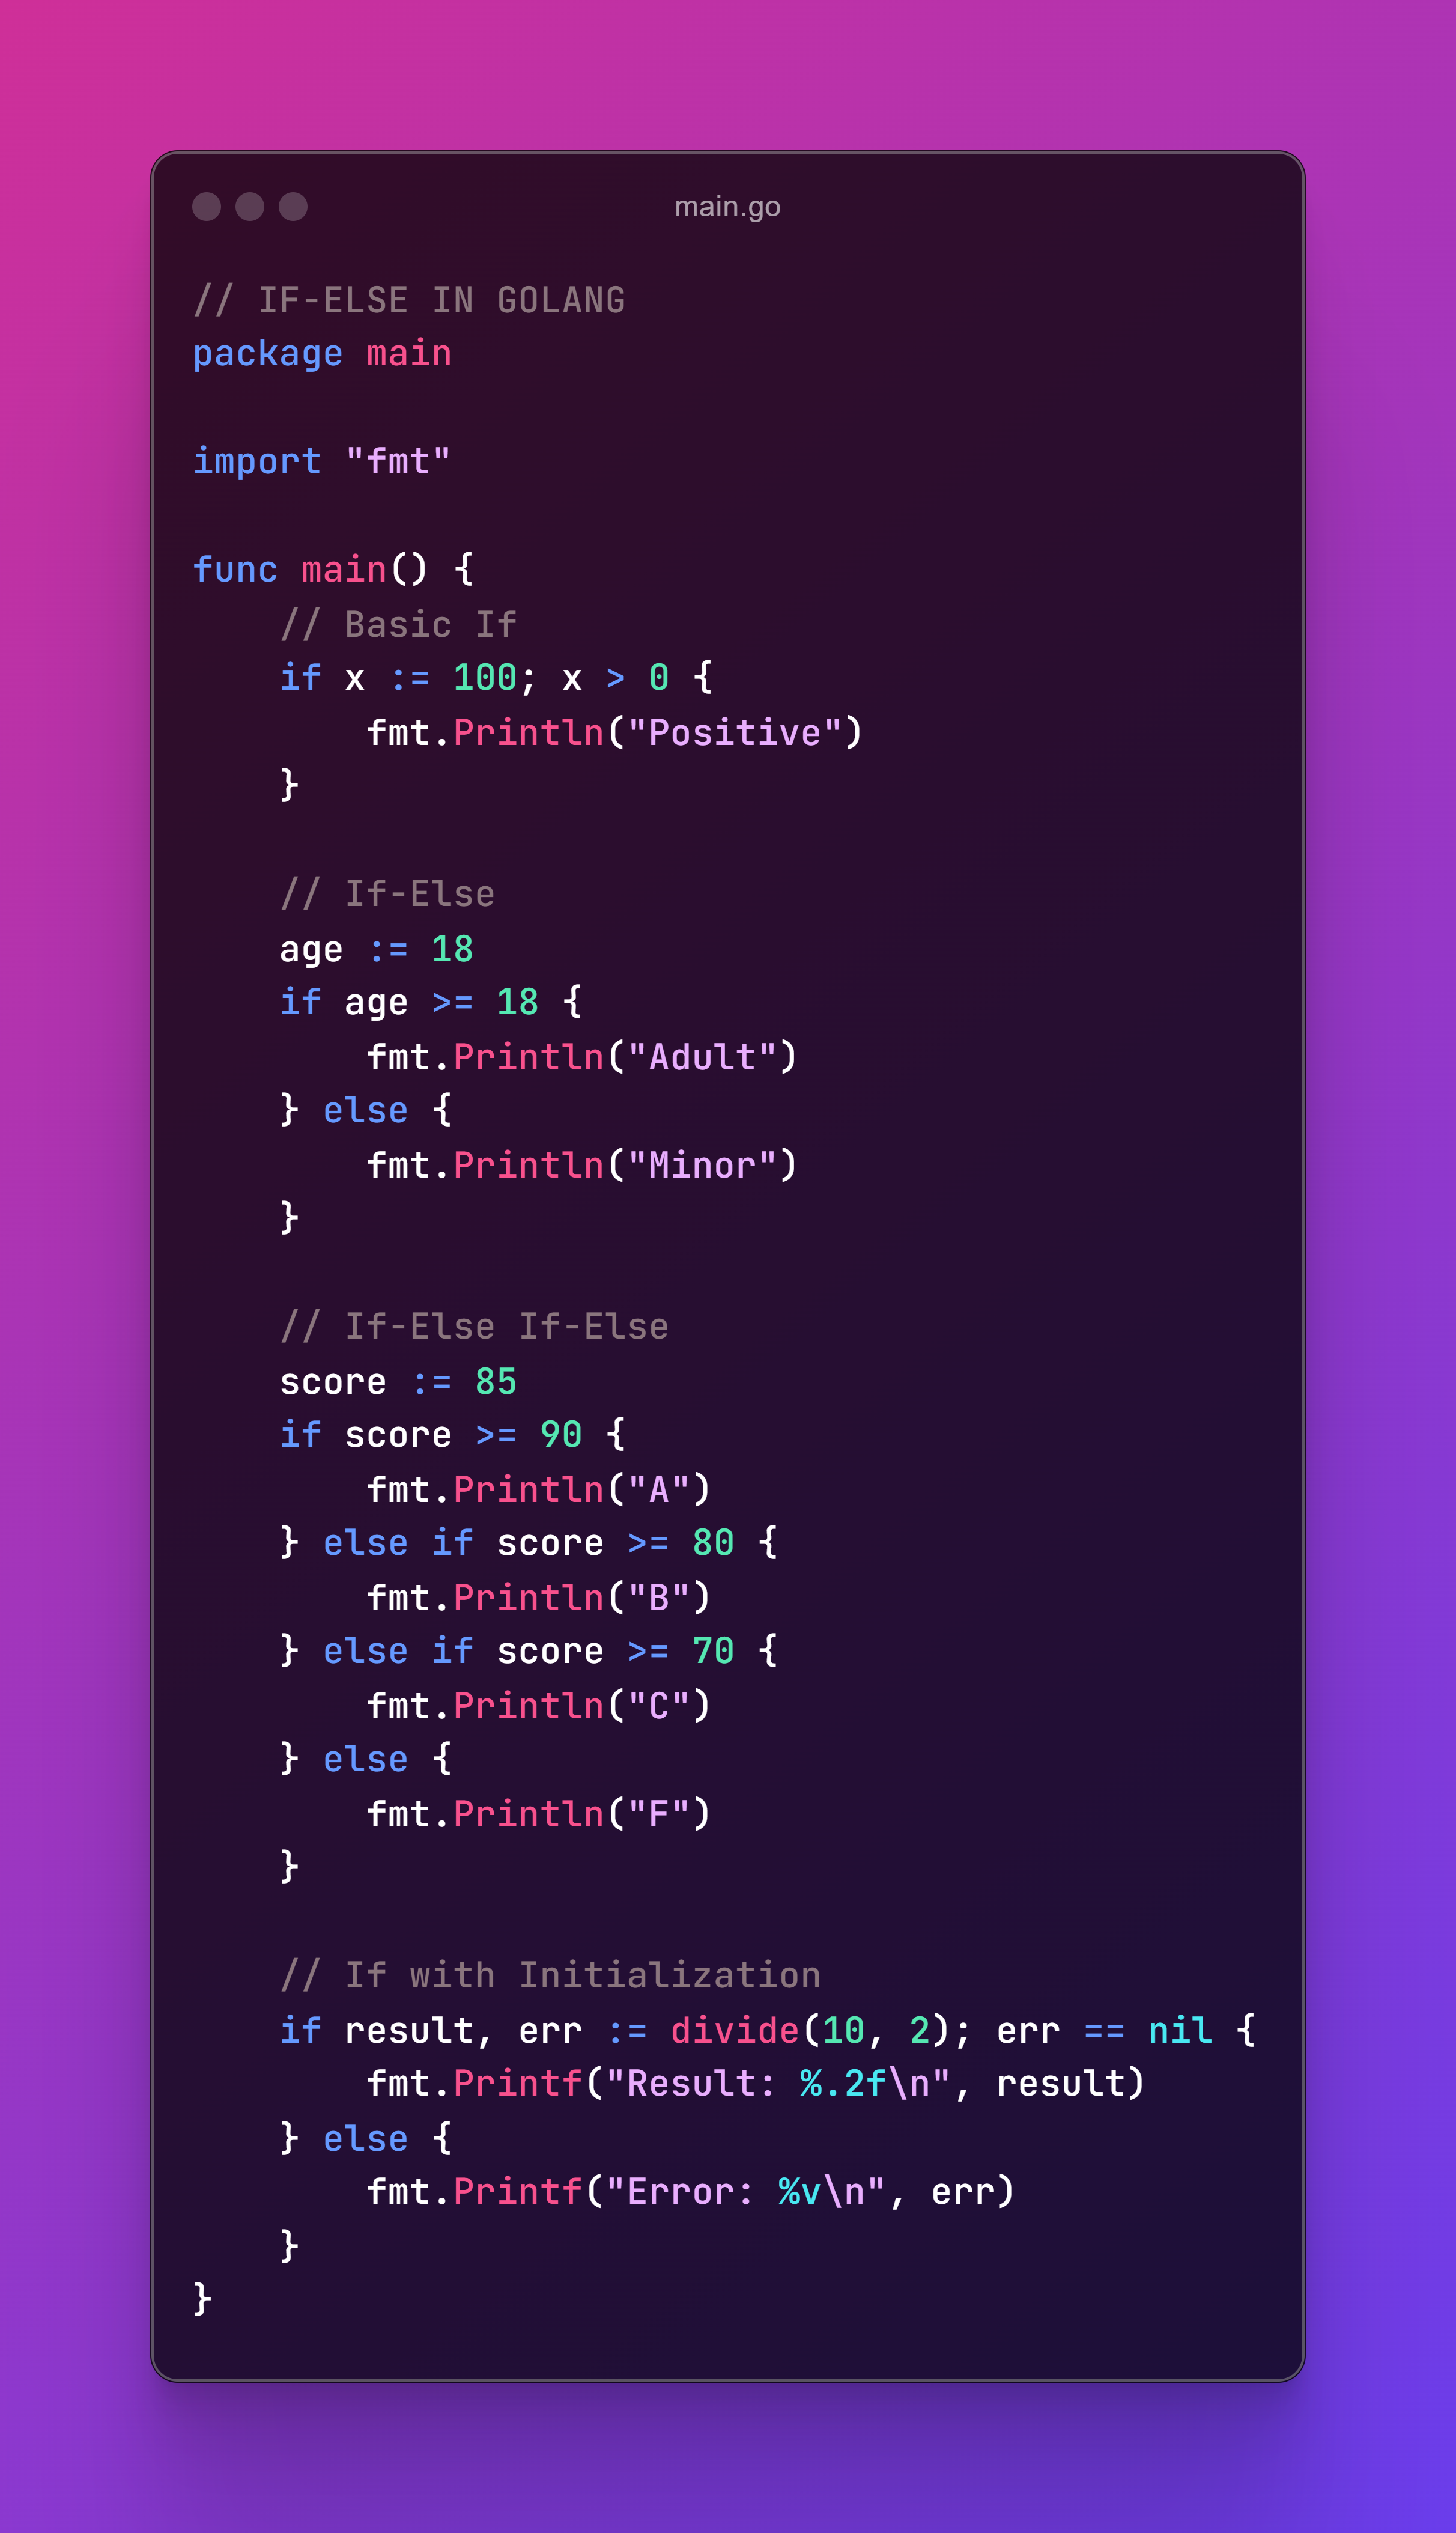 main.go
// IF-ELSE IN GOLANG
package main
import "fmt"
func main() {
    // Basic If
    if x := 100; x > 0 {
        fmt.Println("Positive")
    }
    // If-Else
    age := 18
    if age >= 18 {
        fmt.Println("Adult")
    } else {
        fmt.Println("Minor")
    }
    // If-Else If-Else
    score := 85
    if score >= 90 {
        fmt.Println("A")
    } else if score >= 80 {
        fmt.Println("B")
    } else if score >= 70 {
        fmt.Println("C")
    } else {
        fmt.Println("F")
    }
    // If with Initialization
    if result, err := divide(10, 2); err == nil {
        fmt.Printf("Result: %.2f\n", result)
    } else {
        fmt.Printf("Error: %v\n", err)
    }
}